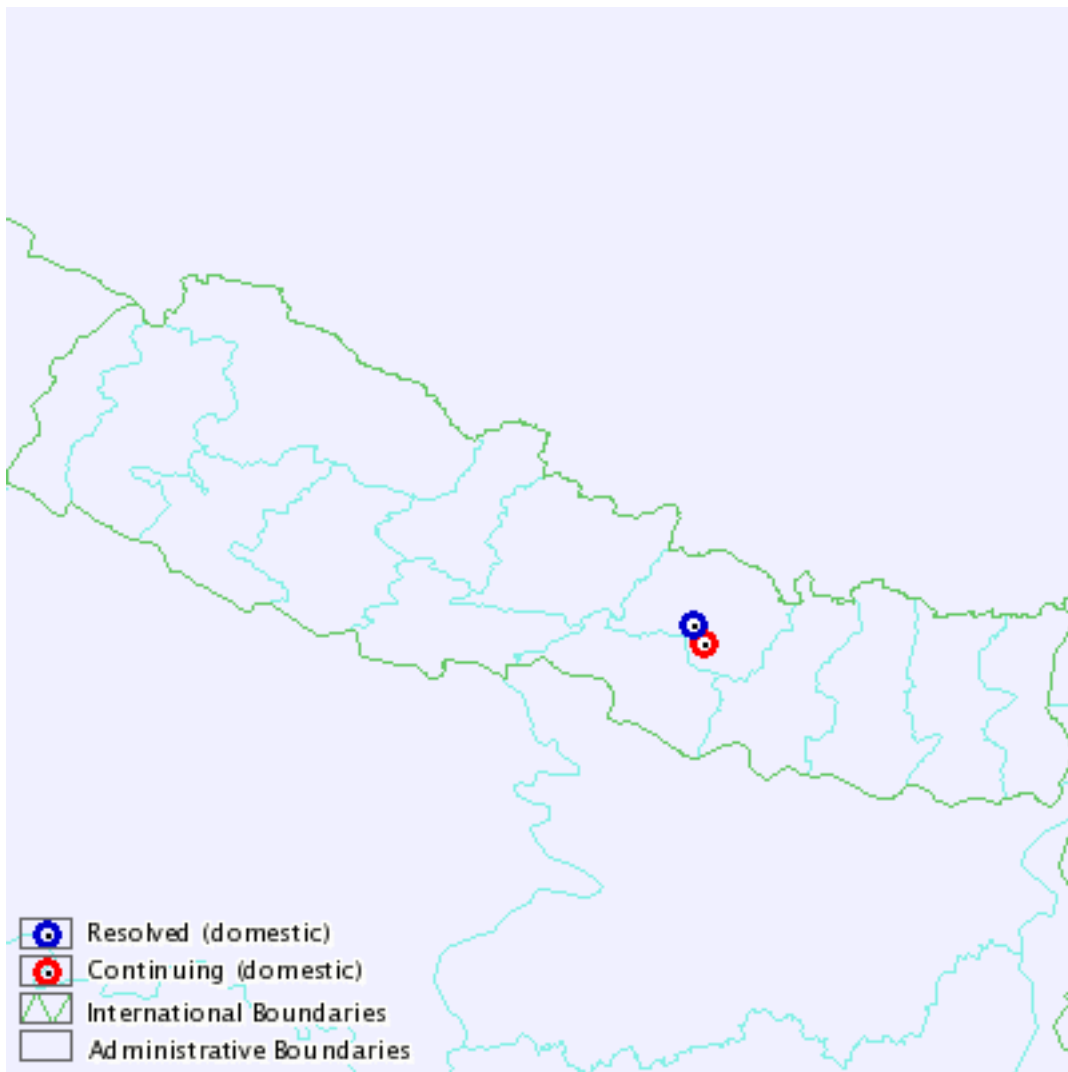 Resolved (domestic)
Continuing (domestic)
International Boundaries
Administrative Boundaries